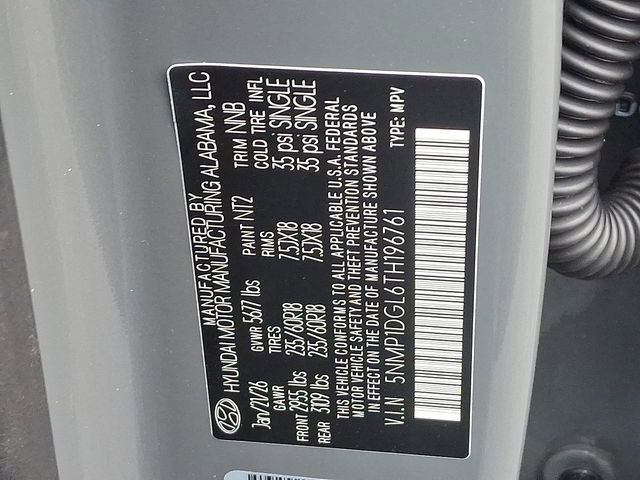 MANUFACTURED BY
HYUNDAI MOTOR MANUFACTURING ALABAMA, LLC
Jan/21/26 GVWR 5677 lbs PAINT NT2 TRIM NNB
GAWR TIRES RIMS COLD TIRE INFL
FRONT 2955 lbs 235/60R18 7.5JX18 35 psi SINGLE
REAR 3109 lbs 235/60R18 7.5JX18 35 psi SINGLE
THIS VEHICLE CONFORMS TO ALL APPLICABLE U.S.A. FEDERAL
MOTOR VEHICLE SAFETY AND THEFT PREVENTION STANDARDS
IN EFFECT ON THE DATE OF MANUFACTURE SHOWN ABOVE
V.I.N 5NMP1DGL6TH196761 TYPE: MPV